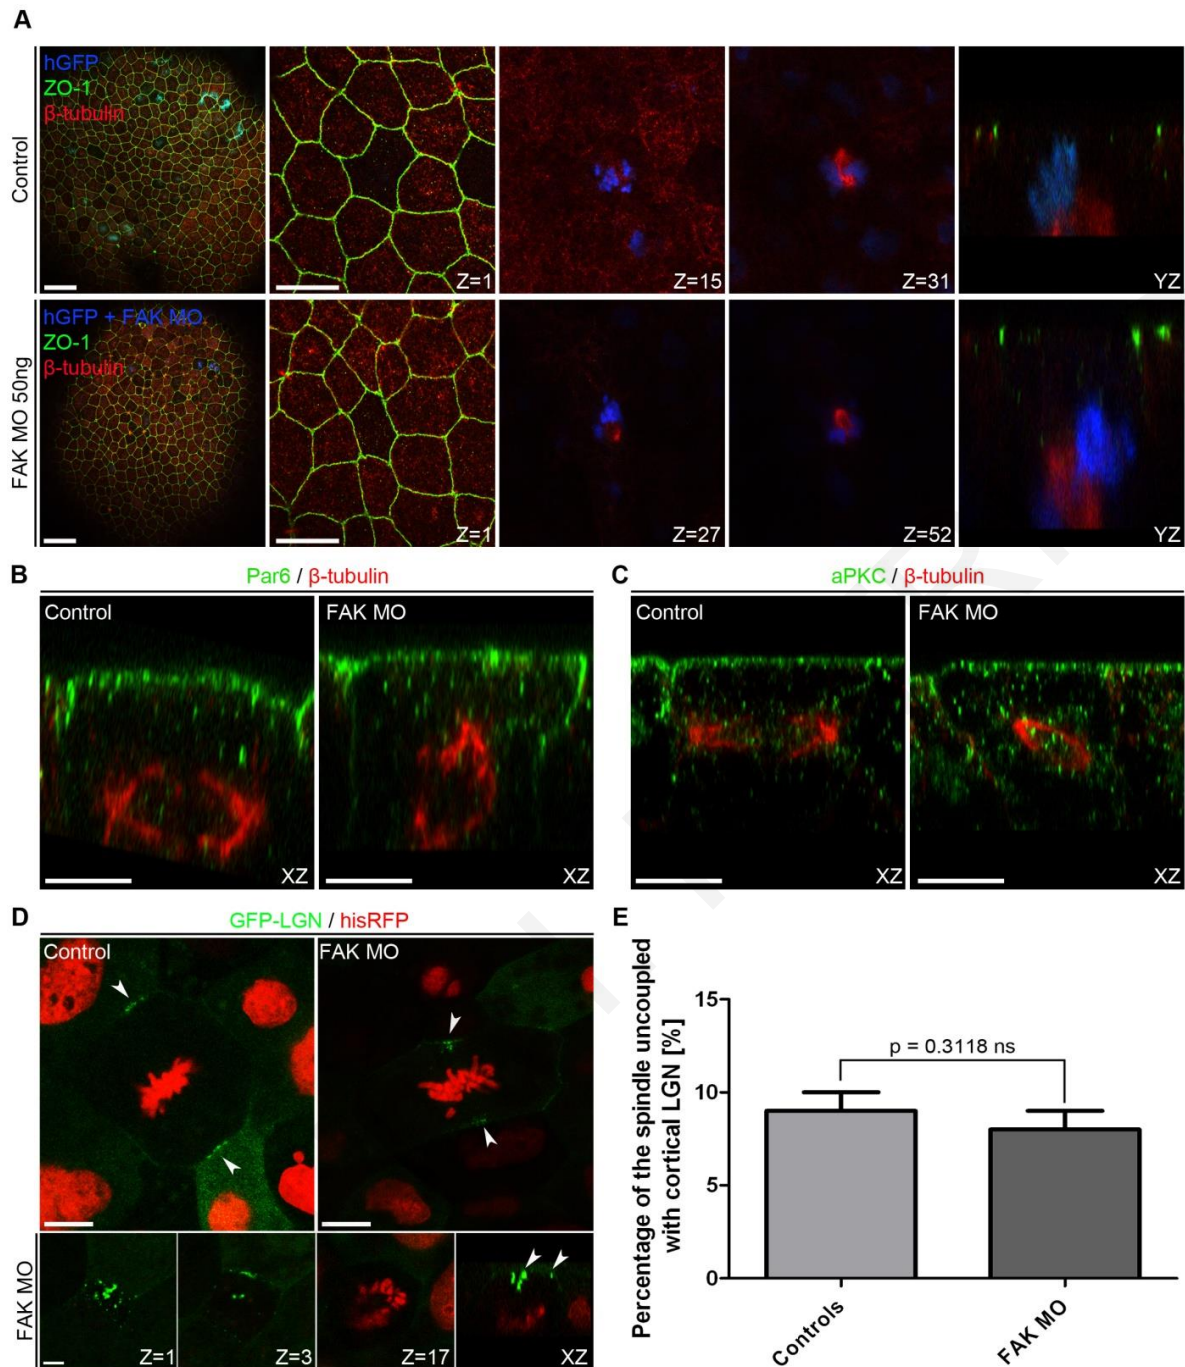 A
Control
hGFP
ZO-1
β-tubulin
Z=1
Z=15
Z=31
YZ
FAK MO 50ng
hGFP + FAK MO
ZO-1
β-tubulin
Z=1
Z=27
Z=52
YZ
B
Par6 / β-tubulin
Control
XZ
FAK MO
XZ
C
aPKC / β-tubulin
Control
XZ
FAK MO
XZ
D
GFP-LGN / hisRFP
Control
FAK MO
FAK MO
Z=1
Z=3
Z=17
XZ
E
Percentage of the spindle uncoupled
with cortical LGN [%]
15
10
5
0
p = 0.3118 ns
Controls
FAK MO